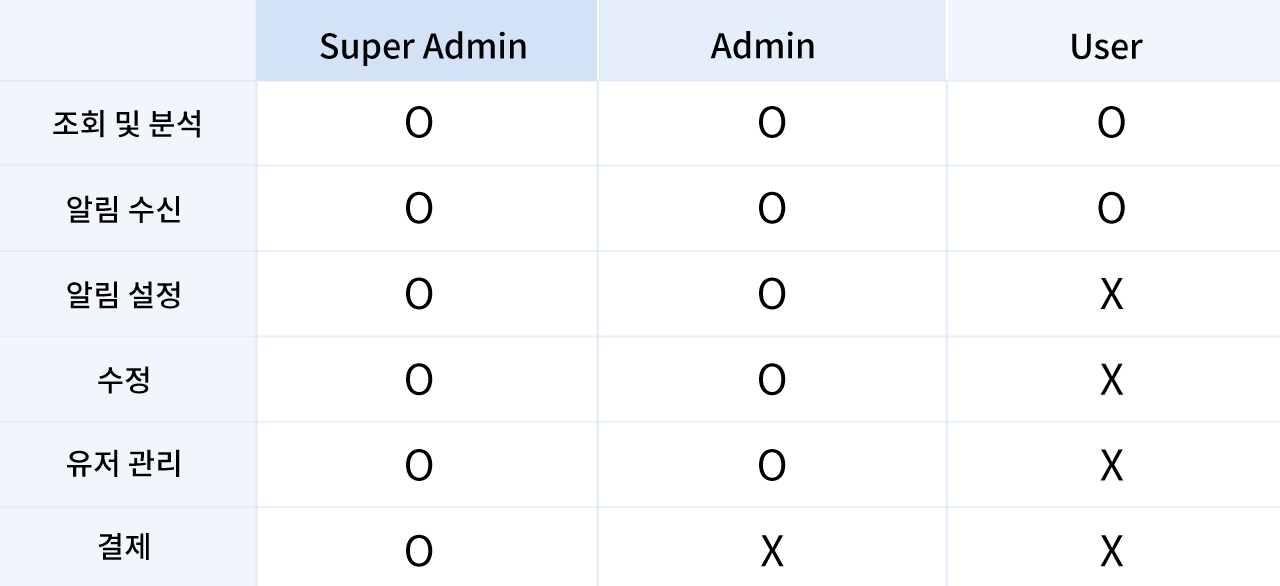 Super Admin Admin User
조회 및 분석 O O O
알림 수신 O O O
알림 설정 O O X
수정 O O X
유저 관리 O O X
결제 O X X